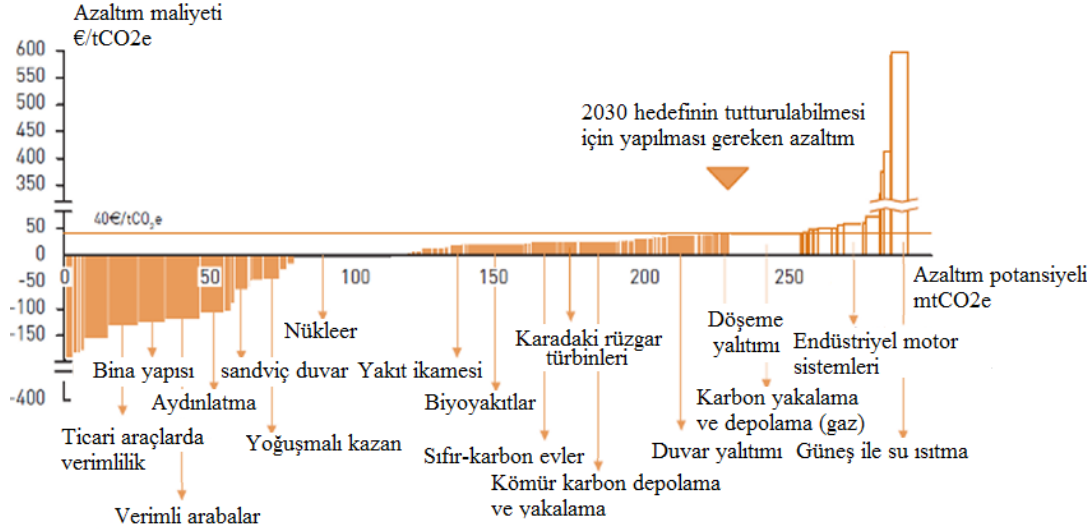 Azaltım maliyeti
€/tCO2e
600
550
500
450
400
350
50
0
-50
-100
-150
-400
40€/tCO₂e
2030 hedefinin tutturulabilmesi
için yapılması gereken azaltım
0
50
100
150
200
250
Azaltım potansiyeli
mtCO2e
Nükleer
Karadaki rüzgar
türbinleri
Döşeme
yalıtımı
Endüstriyel motor
sistemleri
Bina yapısı
sandviç duvar
Yakıt ikamesi
Aydınlatma
Biyoyakıtlar
Karbon yakalama
ve depolama (gaz)
Ticari araçlarda
verimlilik
Yoğuşmalı kazan
Sıfır-karbon evler
Duvar yalıtımı
Güneş ile su ısıtma
Kömür karbon depolama
ve yakalama
Verimli arabalar